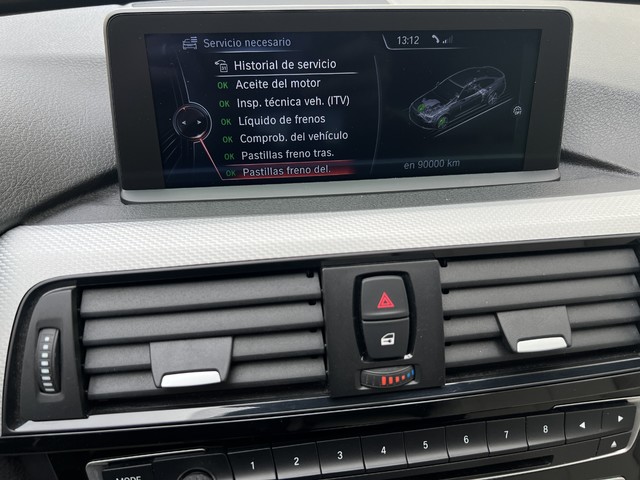 Servicio necesario
13:12
Historial de servicio
OK Aceite del motor
OK Insp. técnica veh. (ITV)
OK Líquido de frenos
OK Comprob. del vehículo
OK Pastillas freno tras.
OK Pastillas freno del.
en 90000 km
1 2 3 4 5 6 7 8
MODE